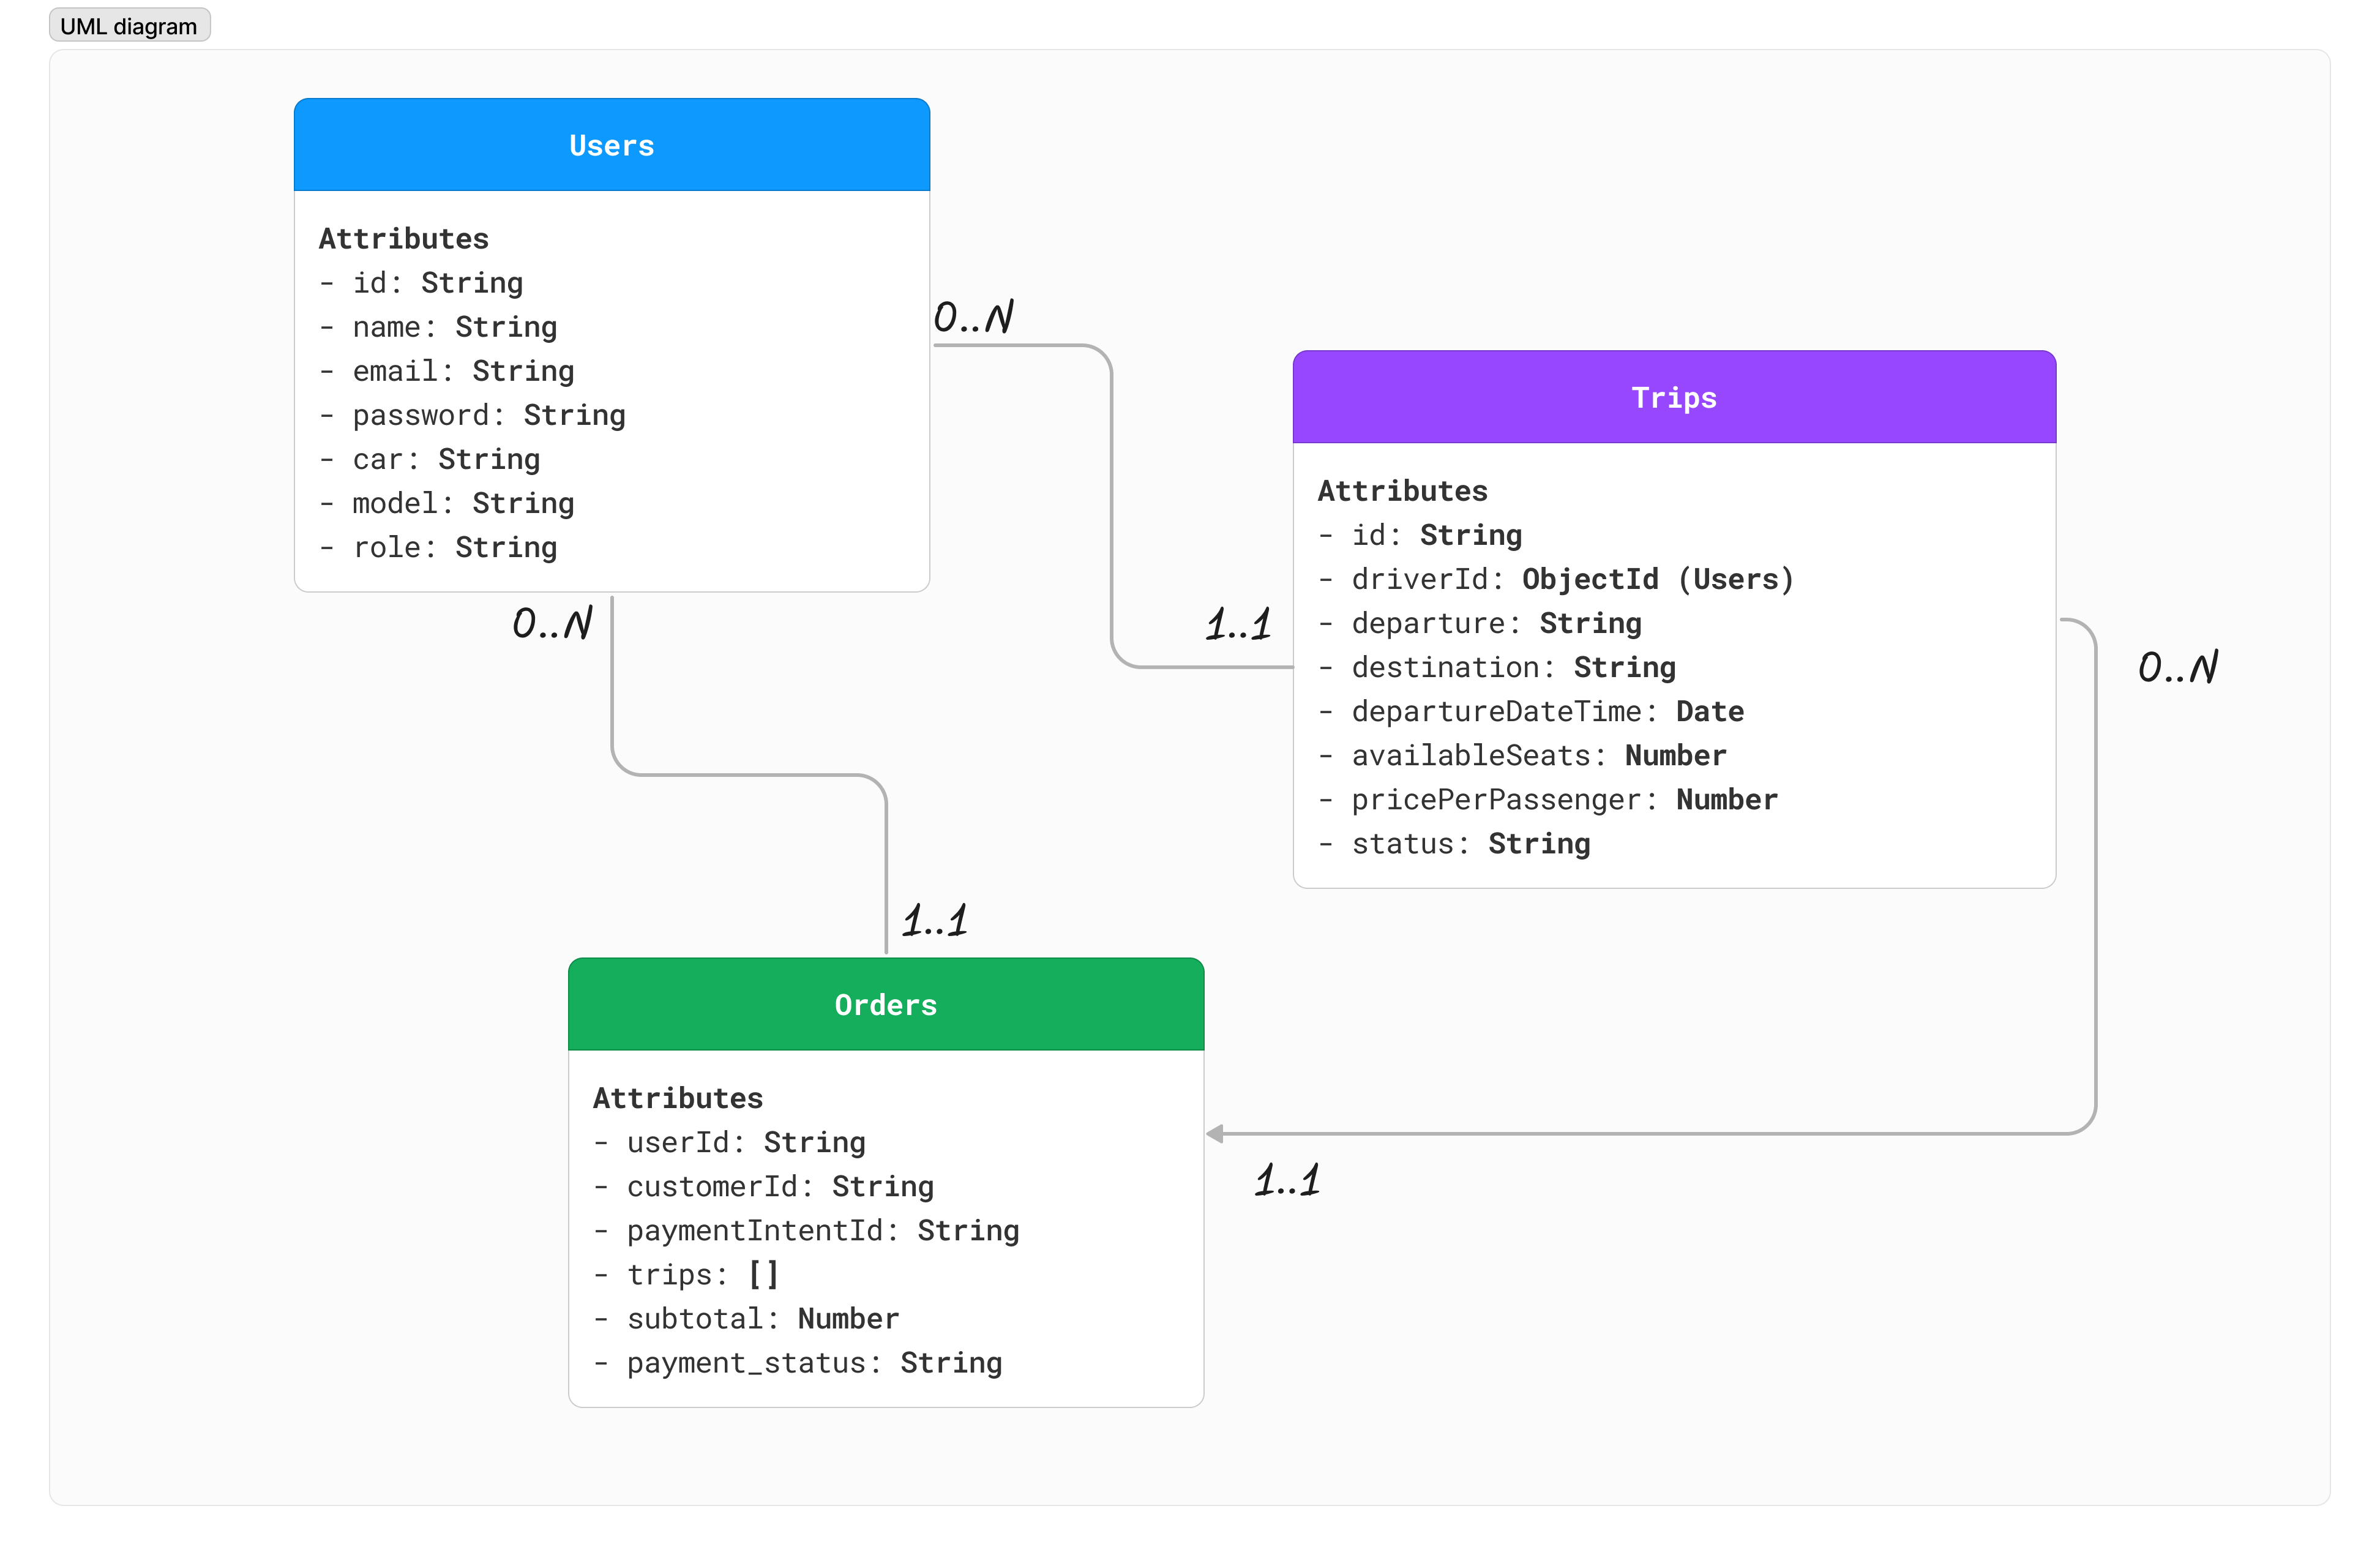 UML diagram
Users
Attributes
- id: String
- name: String
- email: String
- password: String
- car: String
- model: String
- role: String
0..N
0..N
1..1
Trips
Attributes
- id: String
- driverId: ObjectId (Users)
- departure: String
- destination: String
- departureDateTime: Date
- availableSeats: Number
- pricePerPassenger: Number
- status: String
0..N
1..1
Orders
Attributes
- userId: String
- customerId: String
- paymentIntentId: String
- trips: []
- subtotal: Number
- payment_status: String
1..1